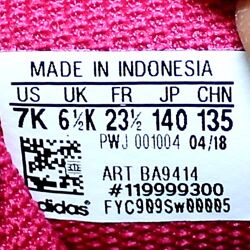 MADE IN INDONESIA
US UK FR JP CHN
7K 6½K 23½ 140 135
PWJ 001004 04/18
ART BA9414
#119999300
adidas FYC909Sw00005